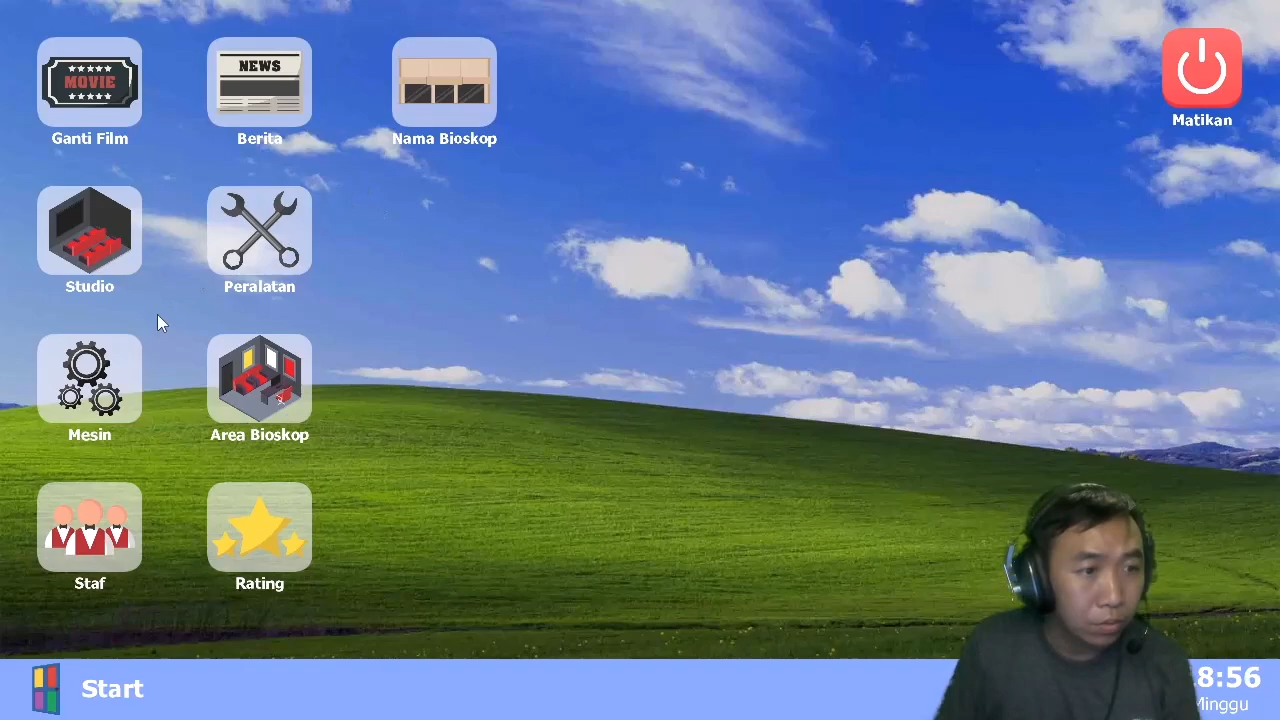 MOVIE
Ganti Film
NEWS
Berita
Nama Bioskop
Matikan
Studio
Peralatan
Mesin
Area Bioskop
Staf
Rating
Start
8:56
Minggu